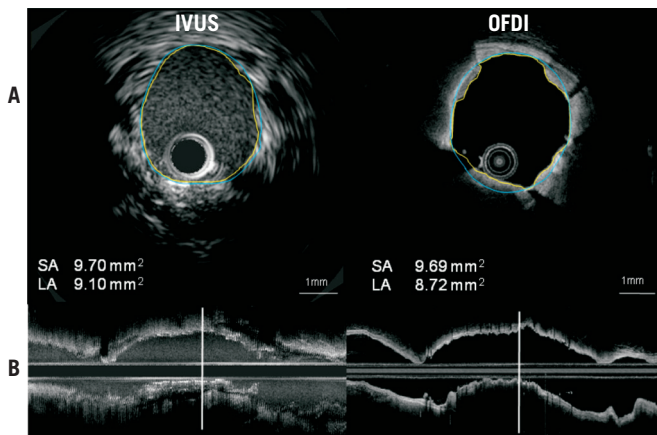 IVUS
OFDI
A
SA 9.70 mm²
LA 9.10 mm²
1mm
SA 9.69 mm²
LA 8.72 mm²
1mm
B